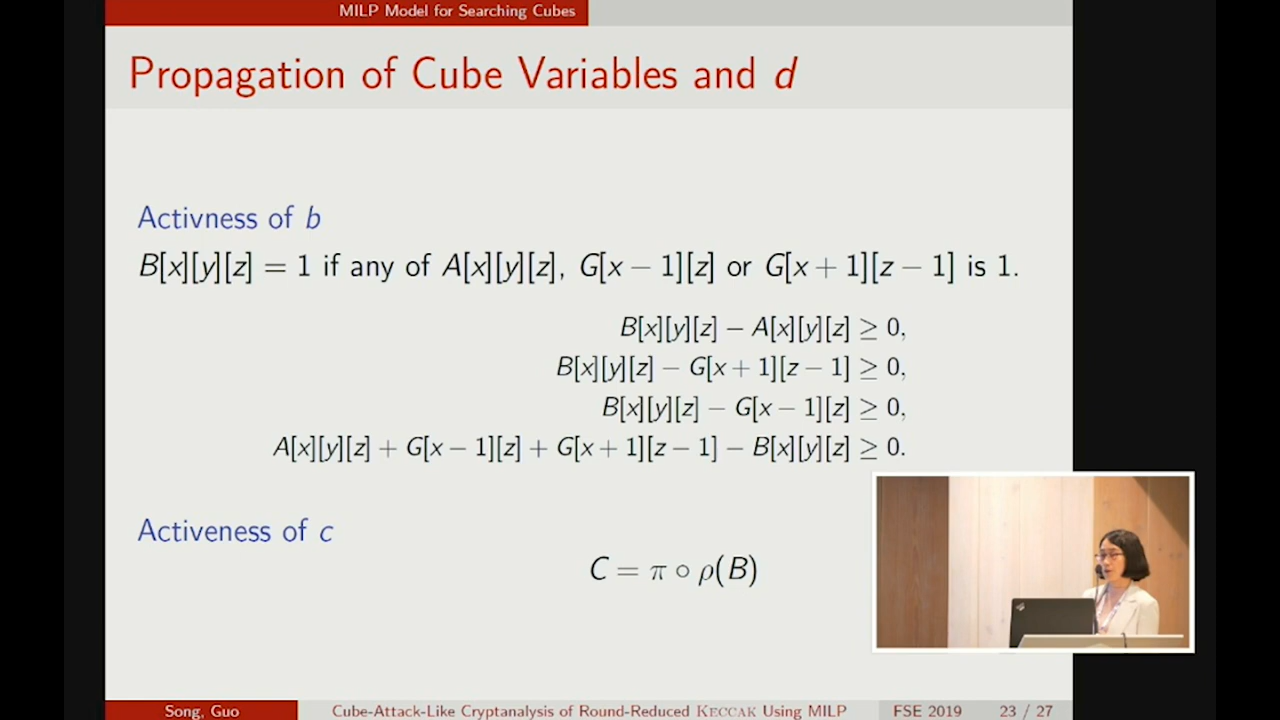 MILP Model for Searching Cubes
Propagation of Cube Variables and d
Activness of b
B[x][y][z] = 1 if any of A[x][y][z], G[x − 1][z] or G[x + 1][z − 1] is 1.
B[x][y][z] − A[x][y][z] ≥ 0,
B[x][y][z] − G[x + 1][z − 1] ≥ 0,
B[x][y][z] − G[x − 1][z] ≥ 0,
A[x][y][z] + G[x − 1][z] + G[x + 1][z − 1] − B[x][y][z] ≥ 0.
Activeness of c
C = π ∘ ρ(B)
Song, Guo Cube-Attack-Like Cryptanalysis of Round-Reduced KECCAK Using MILP FSE 2019 23 / 27